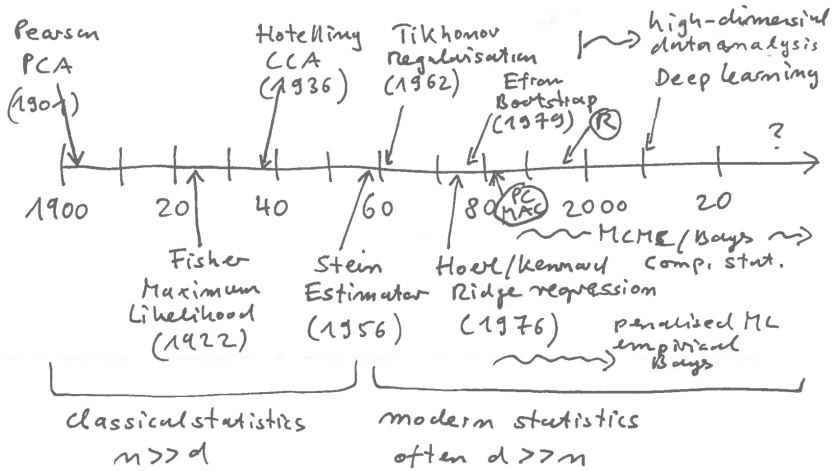 Pearson
PCA
(1901)
Hotelling
CCA
(1936)
Tikhonov
Regularisation
(1962)
Efron
Bootstrap
(1979)
R
high-dimensional
data analysis
Deep learning
?
1900
20
40
60
80
2000
20
PC
MAC
Fisher
Maximum
Likelihood
(1922)
Stein
Estimator
(1956)
Hoerl/Kennard
Ridge regression
(1976)
MCMC/Bays
Comp. stat.
penalised ML
empirical
Bays
classical statistics
n>>d
modern statistics
often d>>n